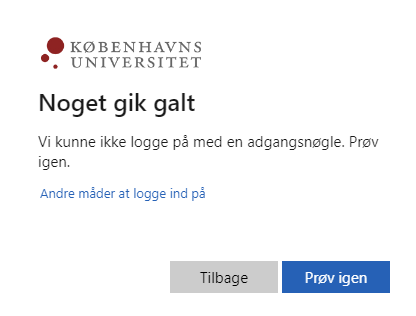 KØBENHAVNS
UNIVERSITET
Noget gik galt
Vi kunne ikke logge på med en adgangsnøgle. Prøv
igen.
Andre måder at logge ind på
Tilbage
Prøv igen